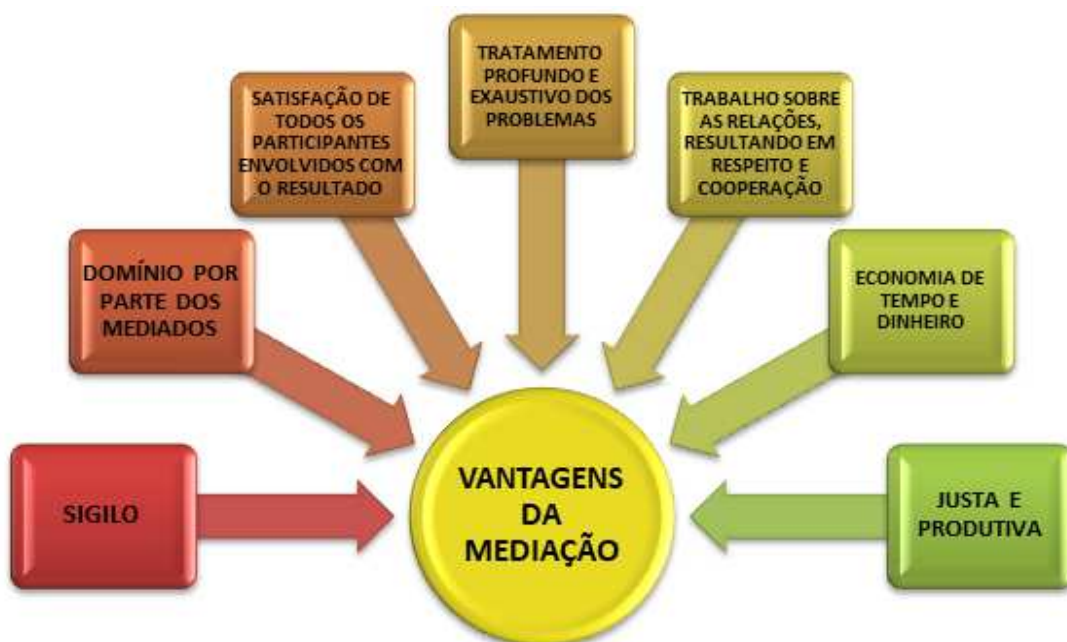 TRATAMENTO
PROFUNDO E
EXAUSTIVO DOS
PROBLEMAS
SATISFAÇÃO DE
TODOS OS
PARTICIPANTES
ENVOLVIDOS COM
O RESULTADO
TRABALHO SOBRE
AS RELAÇÕES,
RESULTANDO EM
RESPEITO E
COOPERAÇÃO
DOMÍNIO POR
PARTE DOS
MEDIADOS
ECONOMIA DE
TEMPO E
DINHEIRO
SIGILO
VANTAGENS
DA
MEDIAÇÃO
JUSTA E
PRODUTIVA